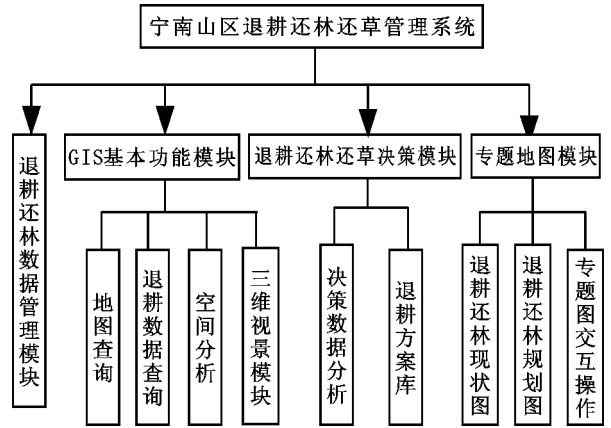 宁南山区退耕还林还草管理系统
退耕还林数据管理模块
GIS基本功能模块
退耕还林还草决策模块
专题地图模块
地图查询
退耕数据查询
空间分析
三维视景模块
决策数据分析
退耕方案库
退耕还林现状图
退耕还林规划图
专题图交互操作